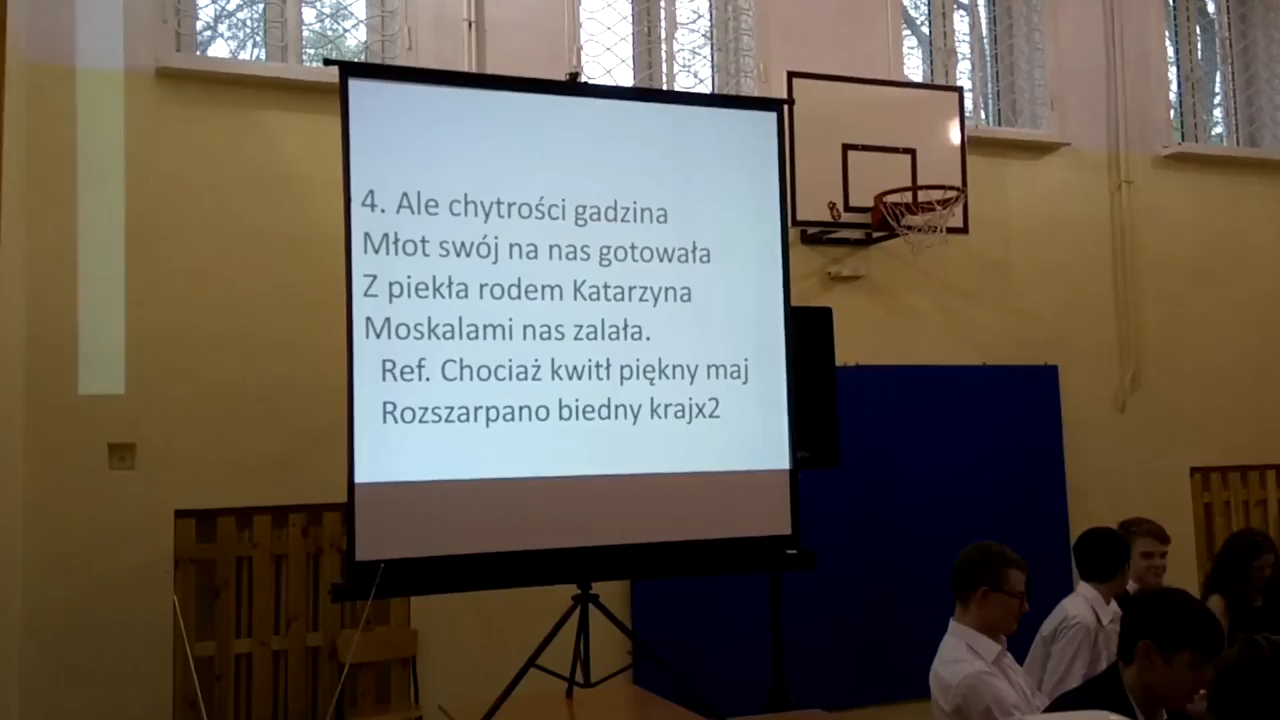 4. Ale chytrości gadzina
Młot swój na nas gotowała
Z piekła rodem Katarzyna
Moskalami nas zalała.
Ref. Chociaż kwitł piękny maj
Rozszarpano biedny krajx2